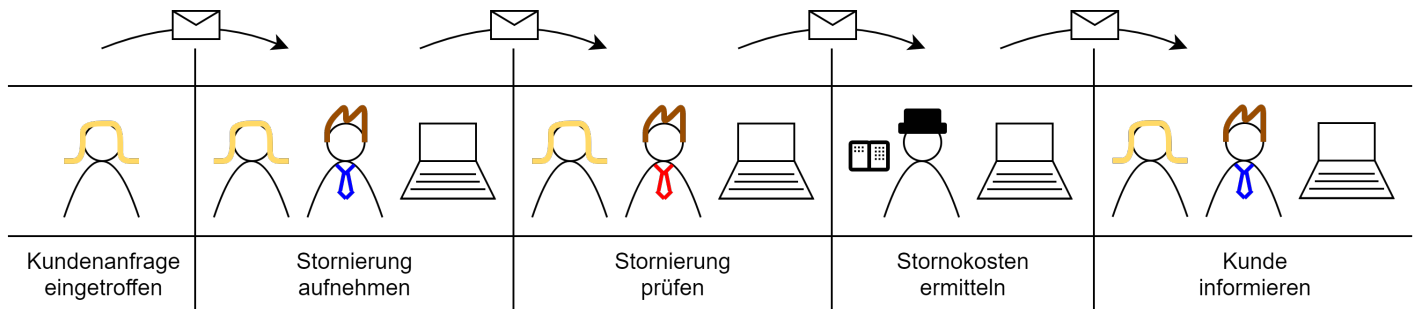 Kundenanfrage
eingetroffen
Stornierung
aufnehmen
Stornierung
prüfen
Stornokosten
ermitteln
Kunde
informieren